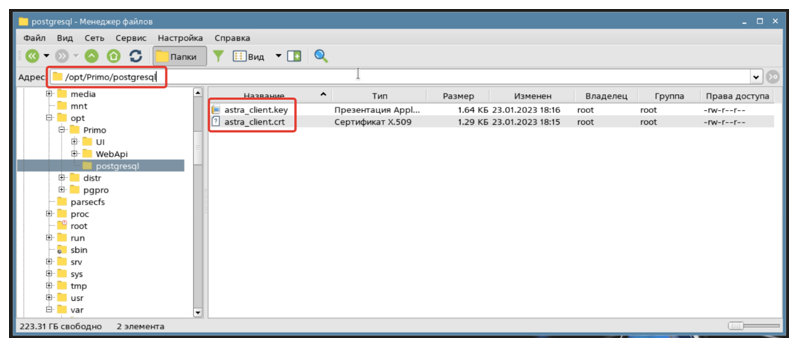 postgresql – Менеджер файлов
Файл Вид Сеть Сервис Настройка Справка
Папки Вид
Адрес: /opt/Primo/postgresql
media
mnt
opt
Primo
UI
WebApi
postgresql
distr
pgpro
parsecfs
proc
root
run
sbin
srv
sys
tmp
usr
var
Название Тип Размер Изменен Владелец Группа Права доступа
astra_client.key Презентация Appl... 1.64 КБ 23.01.2023 18:16 root root -rw-r--r--
astra_client.crt Сертификат X.509 1.29 КБ 23.01.2023 18:15 root root -rw-r--r--
223.31 ГБ свободно 2 элемента